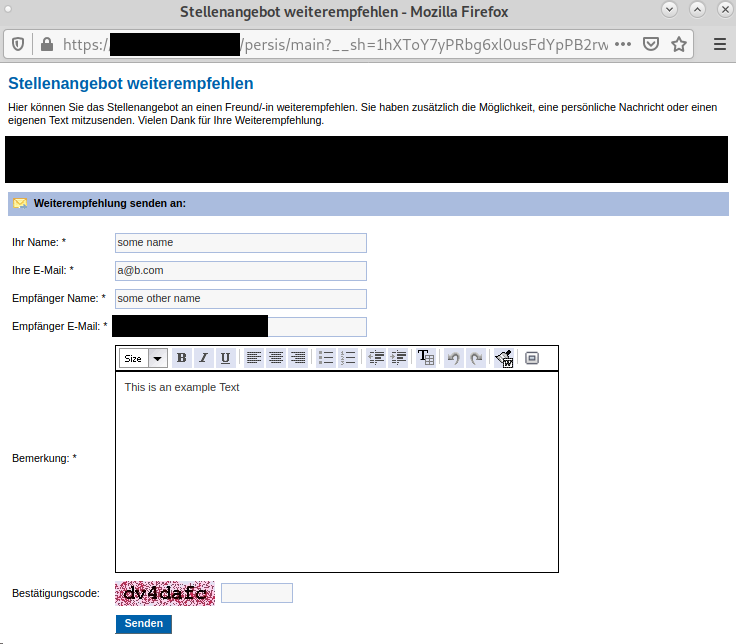 Stellenangebot weiterempfehlen - Mozilla Firefox
https:/ /persis/main?__sh=1hXToY7yPRbg6xl0usFdYpPB2rw
Stellenangebot weiterempfehlen
Hier können Sie das Stellenangebot an einen Freund/-in weiterempfehlen. Sie haben zusätzlich die Möglichkeit, eine persönliche Nachricht oder einen
eigenen Text mitzusenden. Vielen Dank für Ihre Weiterempfehlung.
Weiterempfehlung senden an:
Ihr Name: * some name
Ihre E-Mail: * a@b.com
Empfänger Name: * some other name
Empfänger E-Mail: *
Size B I U T W
This is an example Text
Bemerkung: *
Bestätigungscode: dv4dafc
Senden